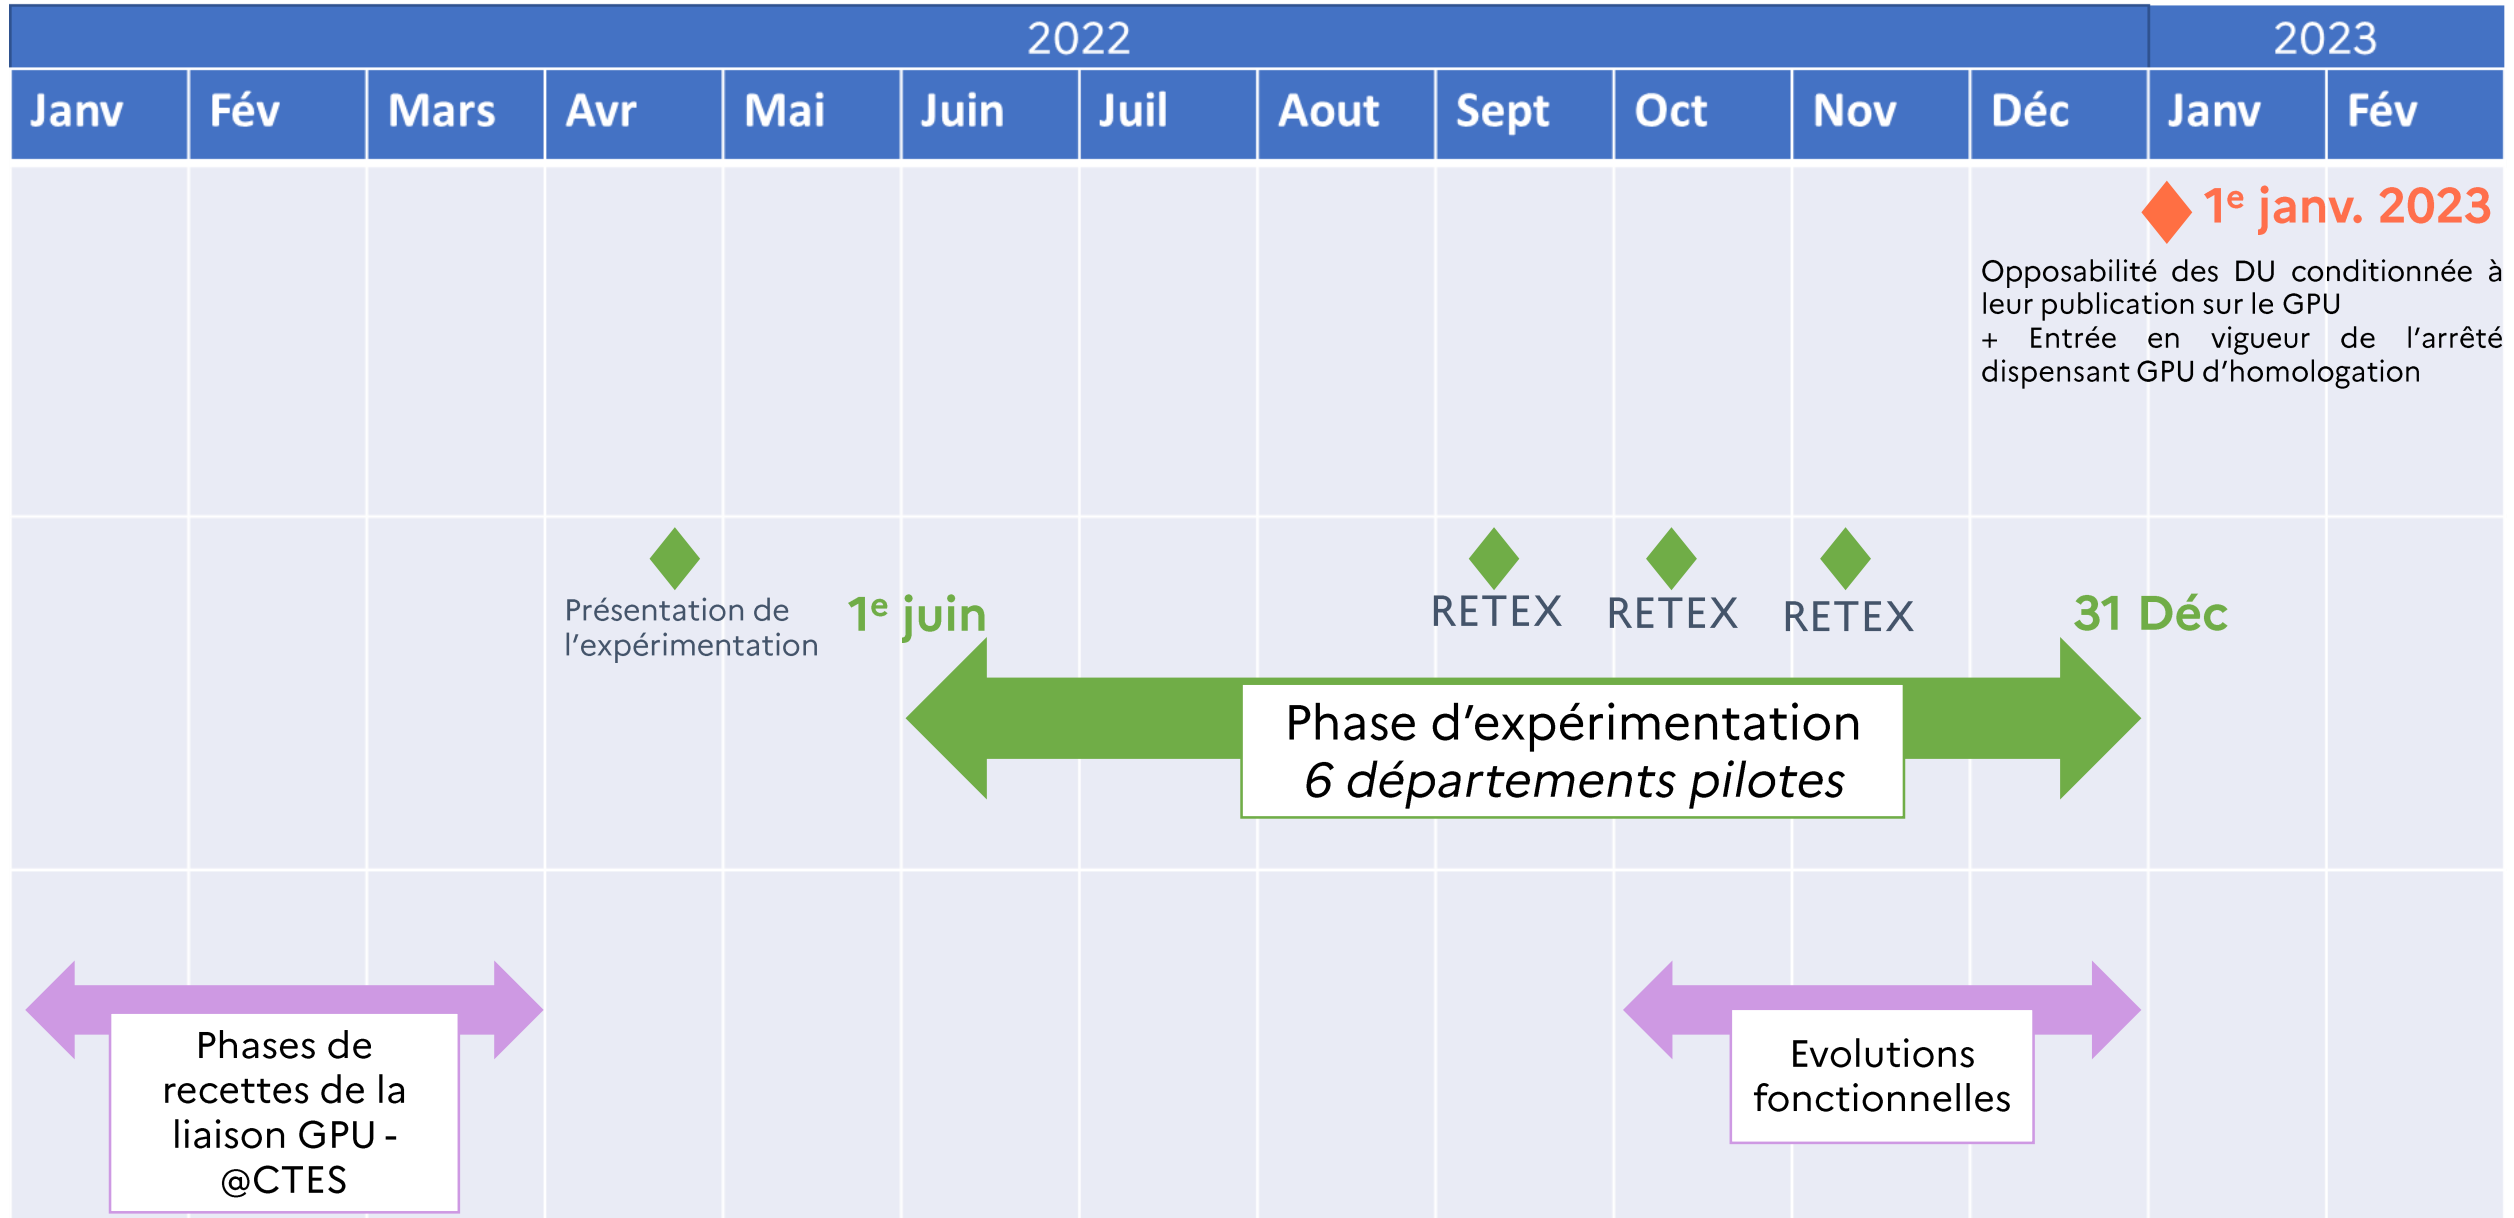 2022
2023
Janv
Fév
Mars
Avr
Mai
Juin
Juil
Aout
Sept
Oct
Nov
Déc
Janv
Fév
1e janv. 2023
Opposabilité des DU conditionnée à
leur publication sur le GPU
+ Entrée en vigueur de l'arrêté
dispensant GPU d'homologation
Présentation de
l'expérimentation
1e juin
RETEX
RETEX
RETEX
31 Déc
Phase d'expérimentation
6 départements pilotes
Phases de
recettes de la
liaison GPU -
@CTES
Evolutions
fonctionnelles